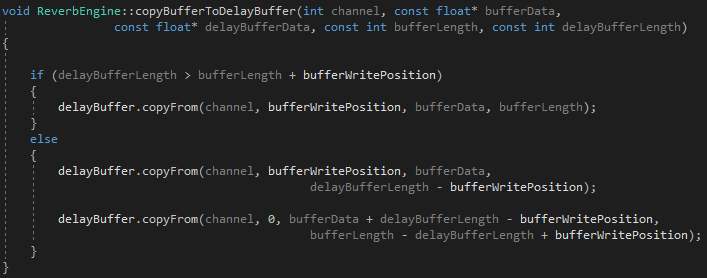 void ReverbEngine::copyBufferToDelayBuffer(int channel, const float* bufferData,
const float* delayBufferData, const int bufferLength, const int delayBufferLength)
{
if (delayBufferLength > bufferLength + bufferWritePosition)
{
delayBuffer.copyFrom(channel, bufferWritePosition, bufferData, bufferLength);
}
else
{
delayBuffer.copyFrom(channel, bufferWritePosition, bufferData,
delayBufferLength - bufferWritePosition);
delayBuffer.copyFrom(channel, 0, bufferData + delayBufferLength - bufferWritePosition,
bufferLength - delayBufferLength + bufferWritePosition);
}
}